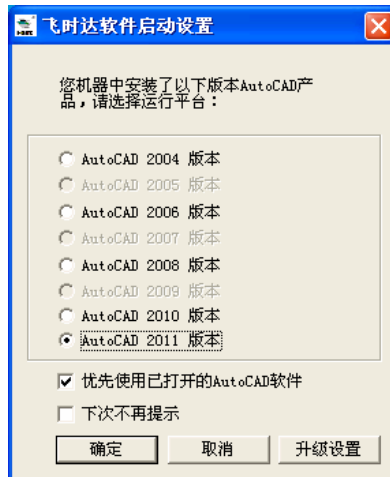 飞时达软件启动设置
您机器中安装了以下版本AutoCAD产
品，请选择运行平台：
AutoCAD 2004 版本
AutoCAD 2005 版本
AutoCAD 2006 版本
AutoCAD 2007 版本
AutoCAD 2008 版本
AutoCAD 2009 版本
AutoCAD 2010 版本
AutoCAD 2011 版本
优先使用已打开的AutoCAD软件
下次不再提示
确定 取消 升级设置